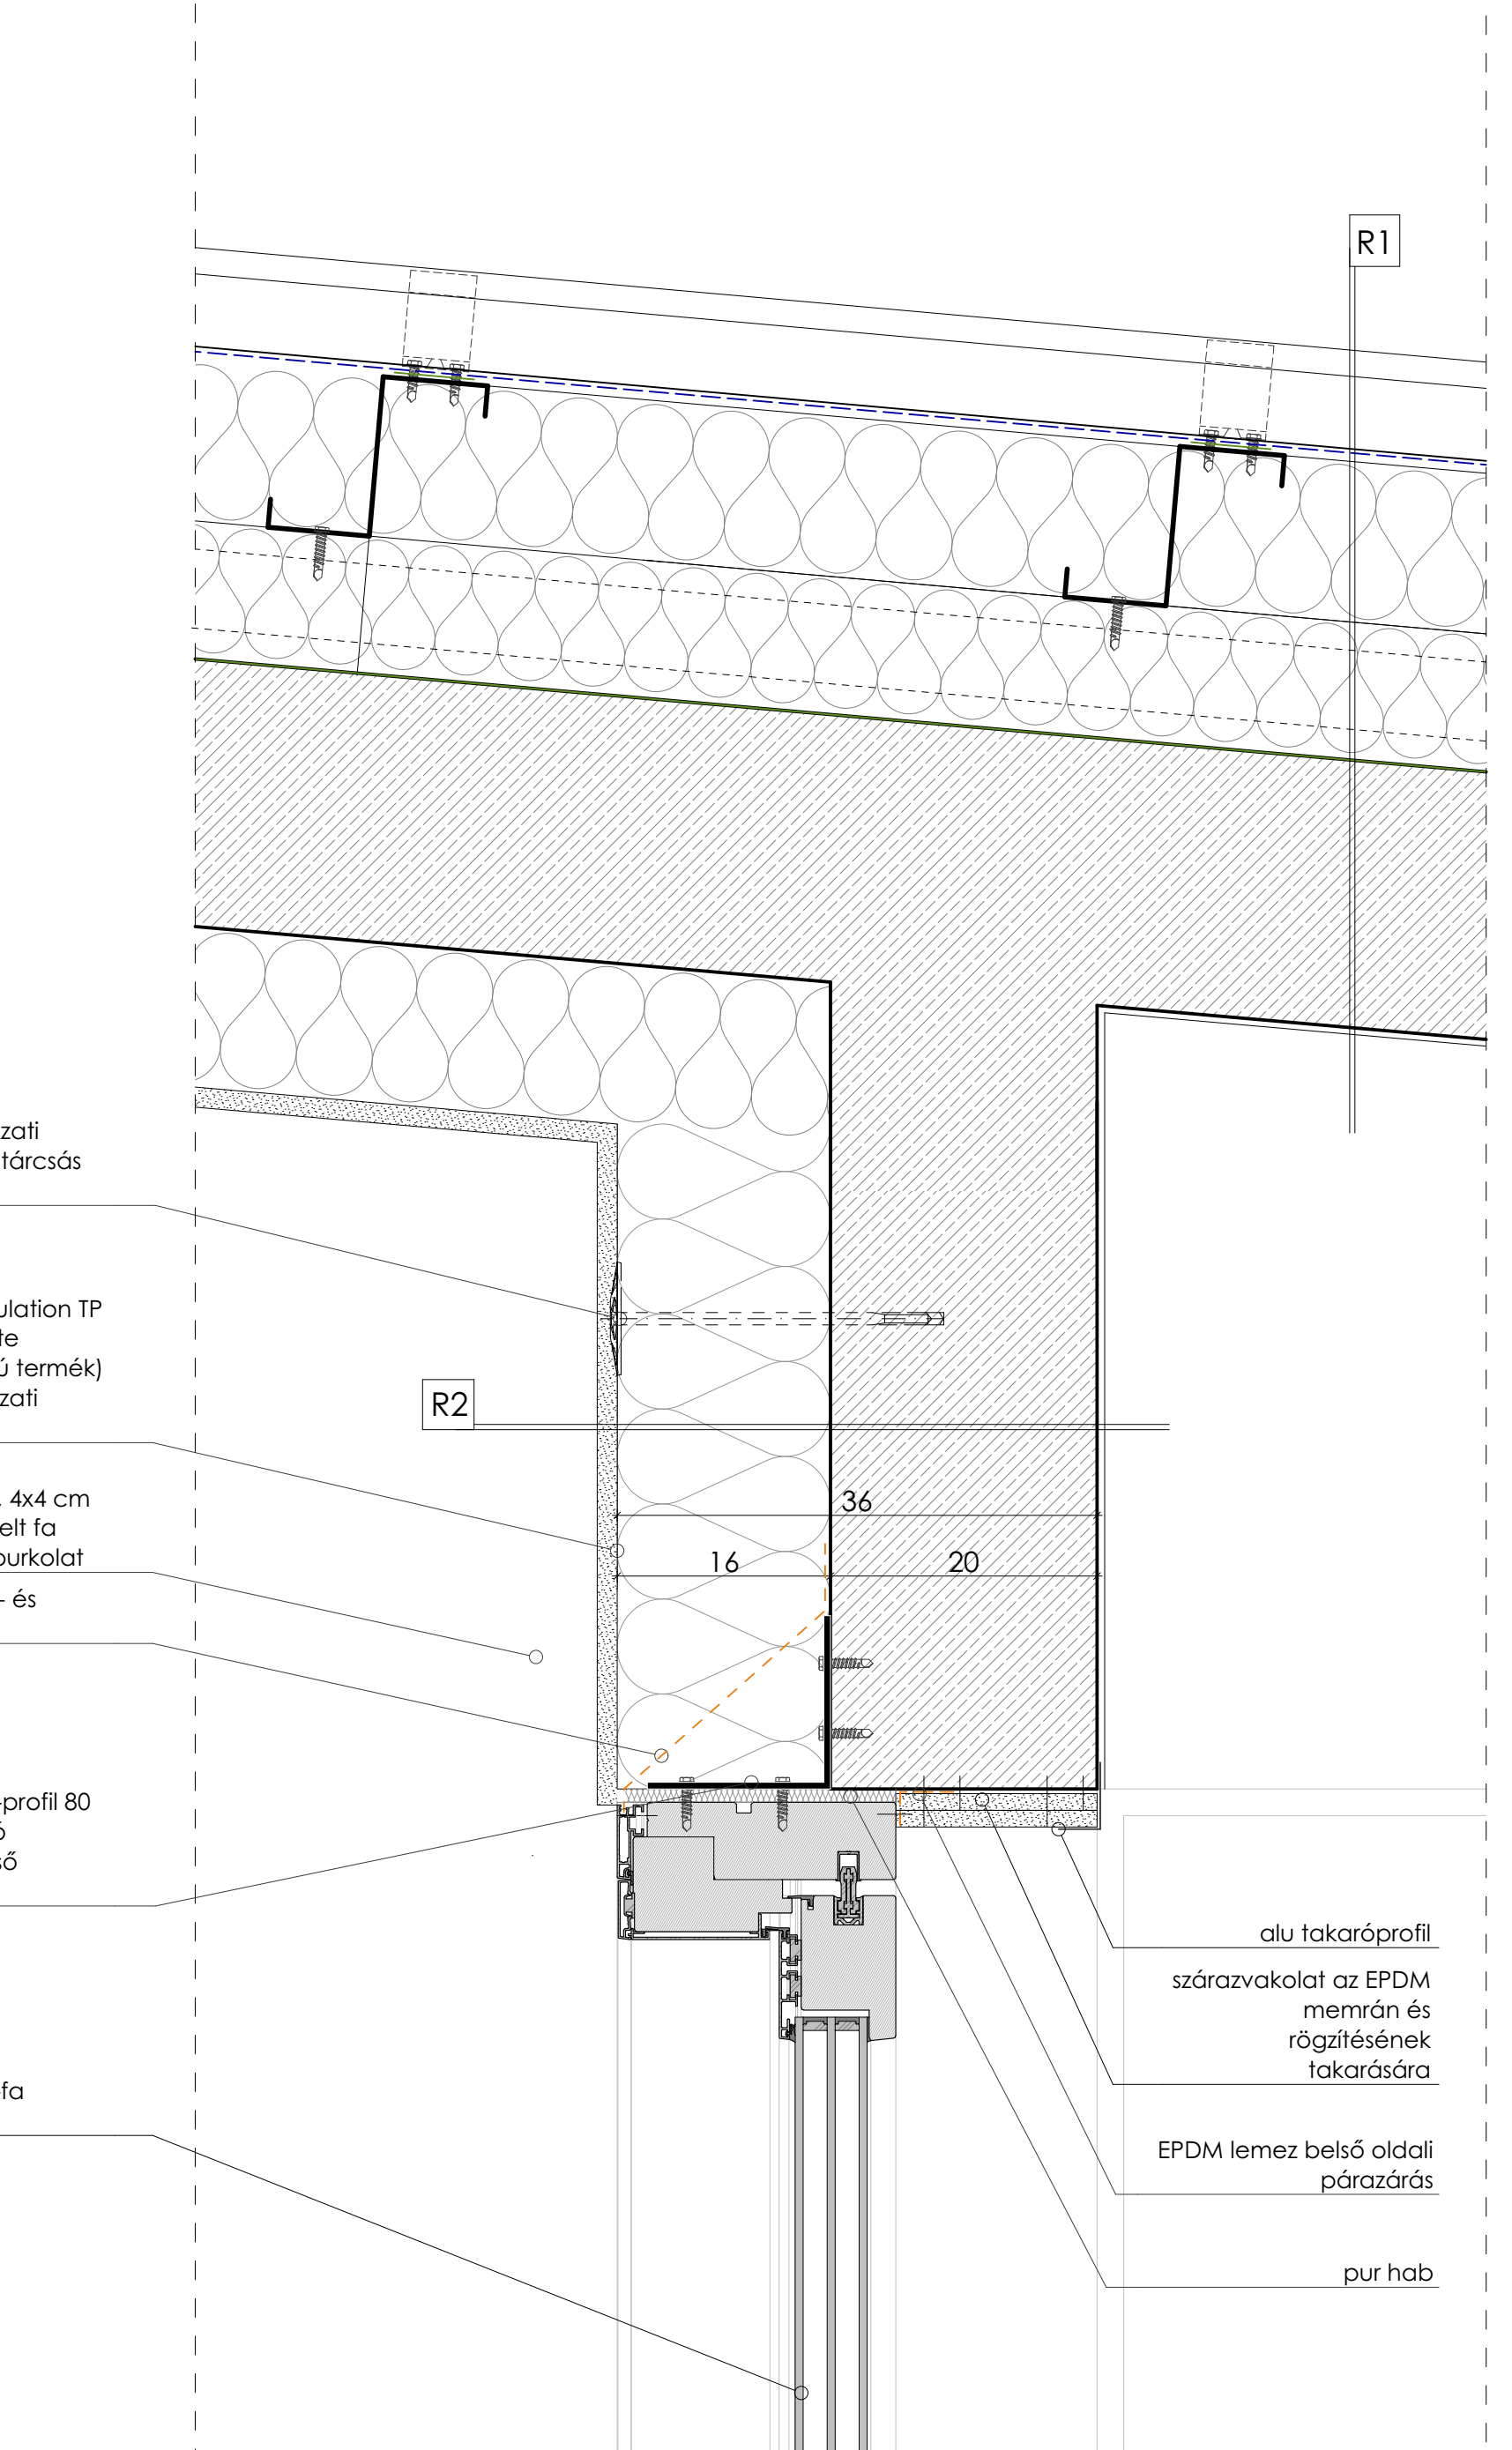 R1
zati
tárcsás
ulation TP
te
ú termék)
zati
R2
4x4 cm
elt fa
burkolat
- és
36
16
20
-profil 80
ó
ső
fa
alu takaróprofil
szárazvakolat az EPDM
memrán és
rögzítésének
takarására
EPDM lemez belső oldali
párazárás
pur hab